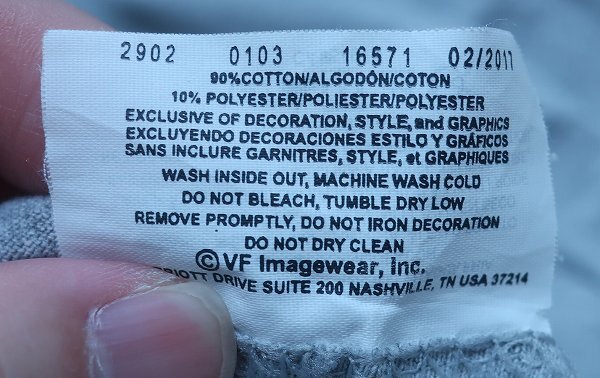 2902 0103 16571 02/2017
90%COTTON/ALGODÓN/COTON
10% POLYESTER/POLIESTER/POLYESTER
EXCLUSIVE OF DECORATION, STYLE, and GRAPHICS
EXCLUYENDO DECORACIONES ESTILO Y GRÁFICOS
SANS INCLURE GARNITRES, STYLE, et GRAPHIQUES
WASH INSIDE OUT, MACHINE WASH COLD
DO NOT BLEACH, TUMBLE DRY LOW
REMOVE PROMPTLY, DO NOT IRON DECORATION
DO NOT DRY CLEAN
© VF Imagewear, Inc.
DRIVE SUITE 200 NASHVILLE, TN USA 37214